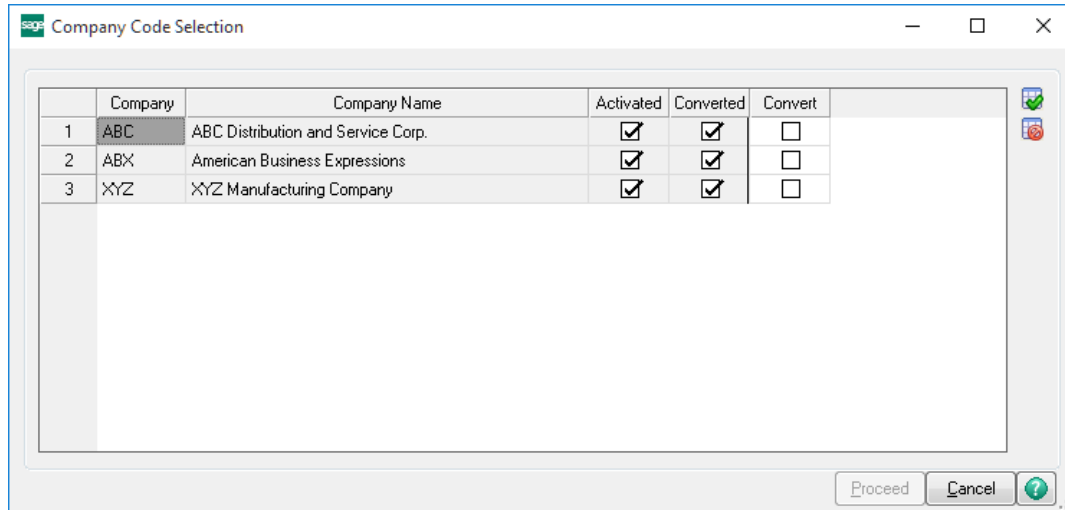 sage Company Code Selection
Company Company Name Activated Converted Convert
1 ABC ABC Distribution and Service Corp.
2 ABX American Business Expressions
3 XYZ XYZ Manufacturing Company
Proceed Cancel ?